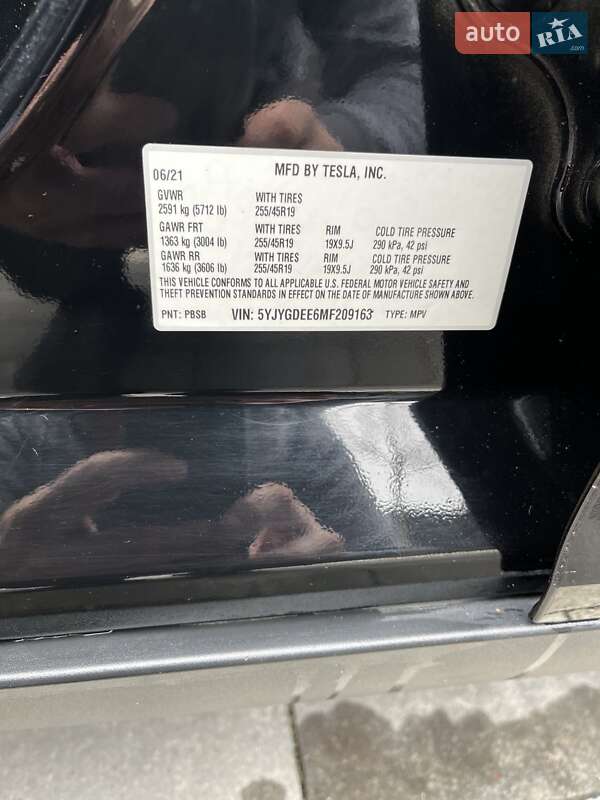 auto RIA.com
06/21 MFD BY TESLA, INC.
GVWR WITH TIRES
2591 kg (5712 lb) 255/45R19
GAWR FRT WITH TIRES RIM COLD TIRE PRESSURE
1363 kg (3004 lb) 255/45R19 19X9.5J 290 kPa, 42 psi
GAWR RR WITH TIRES RIM COLD TIRE PRESSURE
1636 kg (3606 lb) 255/45R19 19X9.5J 290 kPa, 42 psi
THIS VEHICLE CONFORMS TO ALL APPLICABLE U.S. FEDERAL MOTOR VEHICLE SAFETY AND
THEFT PREVENTION STANDARDS IN EFFECT ON THE DATE OF MANUFACTURE SHOWN ABOVE.
PNT: PBSB VIN: 5YJYGDEE6MF209163 TYPE: MPV